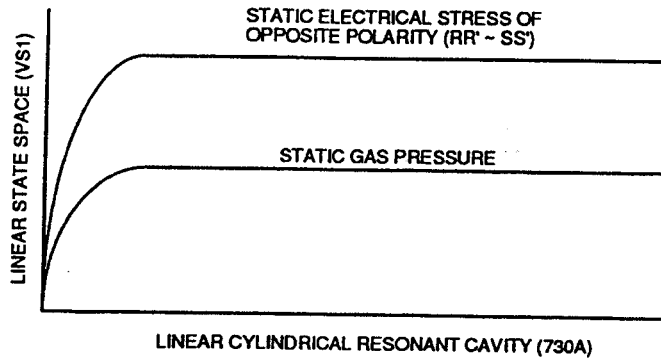 STATIC ELECTRICAL STRESS OF
OPPOSITE POLARITY (RR' ~ SS')
STATIC GAS PRESSURE
LINEAR STATE SPACE (VS1)
LINEAR CYLINDRICAL RESONANT CAVITY (730A)